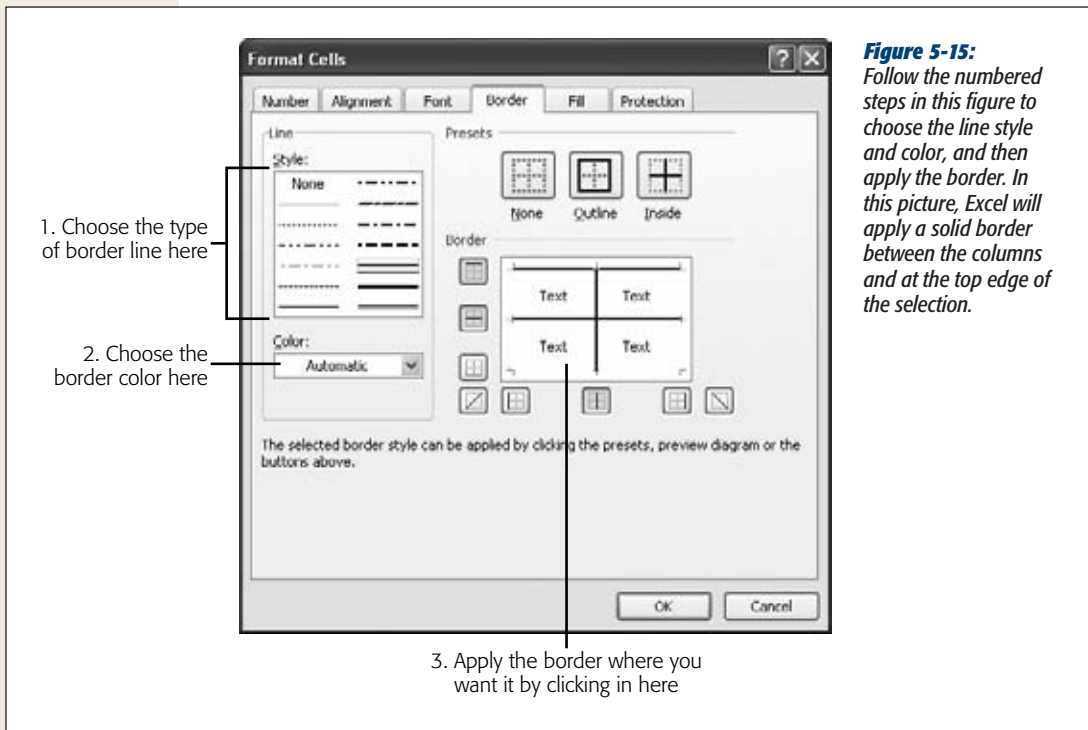 Format Cells
Number Alignment Font Border Fill Protection
Line
Style:
None
Presets
None Outline Inside
Border
Text Text
Text Text
Color:
Automatic
The selected border style can be applied by clicking the presets, preview diagram or the
buttons above.
OK Cancel
1. Choose the type
of border line here
2. Choose the
border color here
3. Apply the border where you
want it by clicking in here
Figure 5-15:
Follow the numbered
steps in this figure to
choose the line style
and color, and then
apply the border. In
this picture, Excel will
apply a solid border
between the columns
and at the top edge of
the selection.